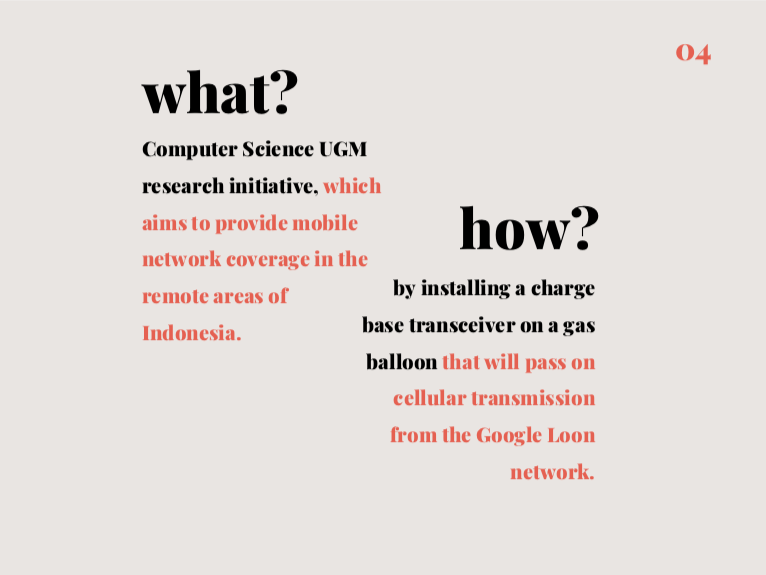 04
what?
Computer Science UGM
research initiative, which
aims to provide mobile
network coverage in the
remote areas of
Indonesia.
how?
by installing a charge
base transceiver on a gas
balloon that will pass on
cellular transmission
from the Google Loon
network.